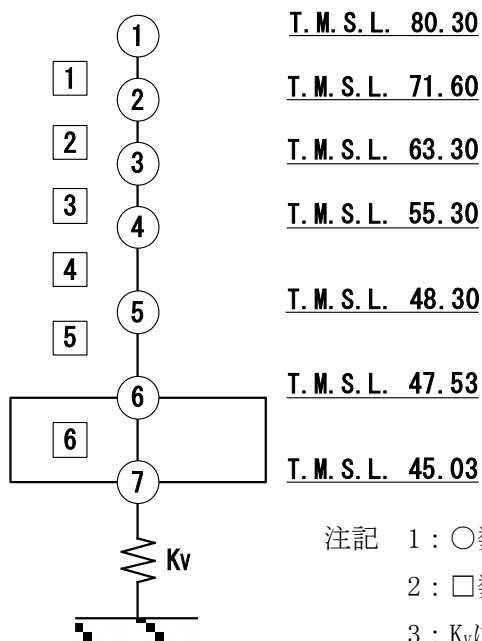 1 T.M.S.L. 80.30
1
2 T.M.S.L. 71.60
2
3 T.M.S.L. 63.30
3
4 T.M.S.L. 55.30
4
5 T.M.S.L. 48.30
5
6 T.M.S.L. 47.53
6
7 T.M.S.L. 45.03
Kv
注記 1:○
2:□
3:Kv